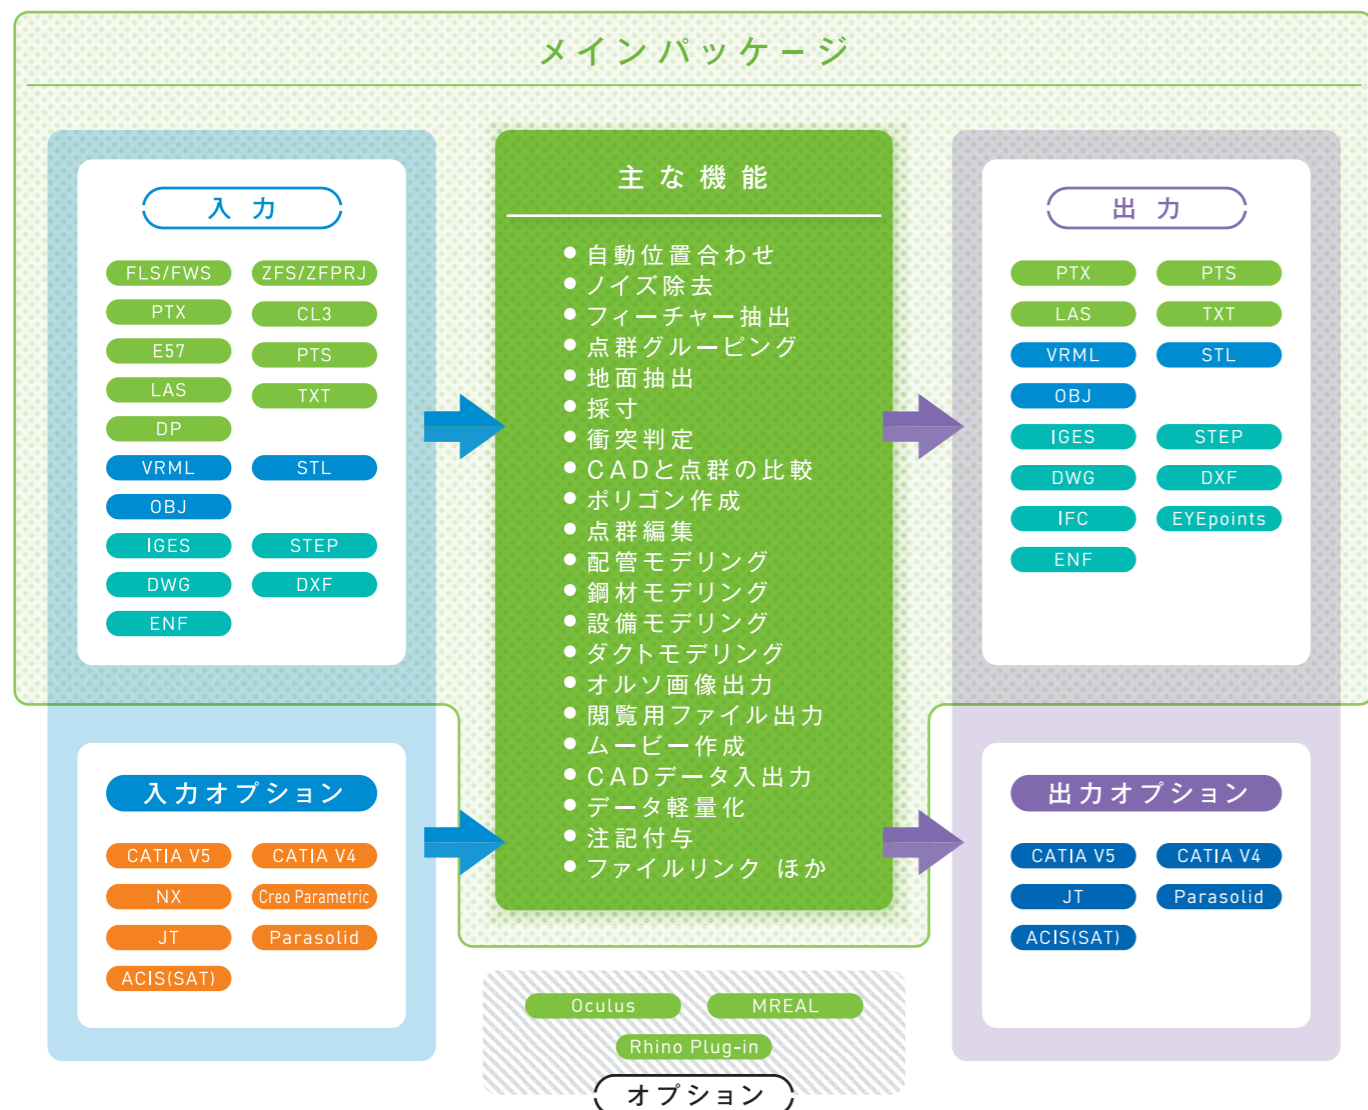 メインパッケージ
入力
FLS/FWS ZFS/ZFPRJ
PTX CL3
E57 PTS
LAS TXT
DP
VRML STL
OBJ
IGES STEP
DWG DXF
ENF
主な機能
自動位置合わせ
ノイズ除去
フィーチャー抽出
点群グルーピング
地面抽出
採寸
衝突判定
CADと点群の比較
ポリゴン作成
点群編集
配管モデリング
鋼材モデリング
設備モデリング
ダクトモデリング
オルソ画像出力
閲覧用ファイル出力
ムービー作成
CADデータ入出力
データ軽量化
注記付与
ファイルリンク ほか
出力
PTX PTS
LAS TXT
VRML STL
OBJ
IGES STEP
DWG DXF
IFC EYEpoints
ENF
入力オプション
CATIA V5 CATIA V4
NX Creo Parametric
JT Parasolid
ACIS(SAT)
出力オプション
CATIA V5 CATIA V4
JT Parasolid
ACIS(SAT)
Oculus MREAL
Rhino Plug-in
オプション